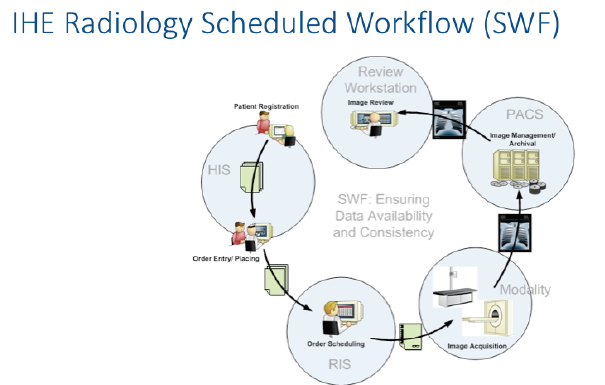 IHE Radiology Scheduled Workflow (SWF)
Review
Workstation
Image Review
Patient Registration
PACS
Image Management/
Archival
HIS
SWF: Ensuring
Data Availability
and Consistency
Order Entry/ Placing
Modality
Order Scheduling
Image Acquisition
RIS